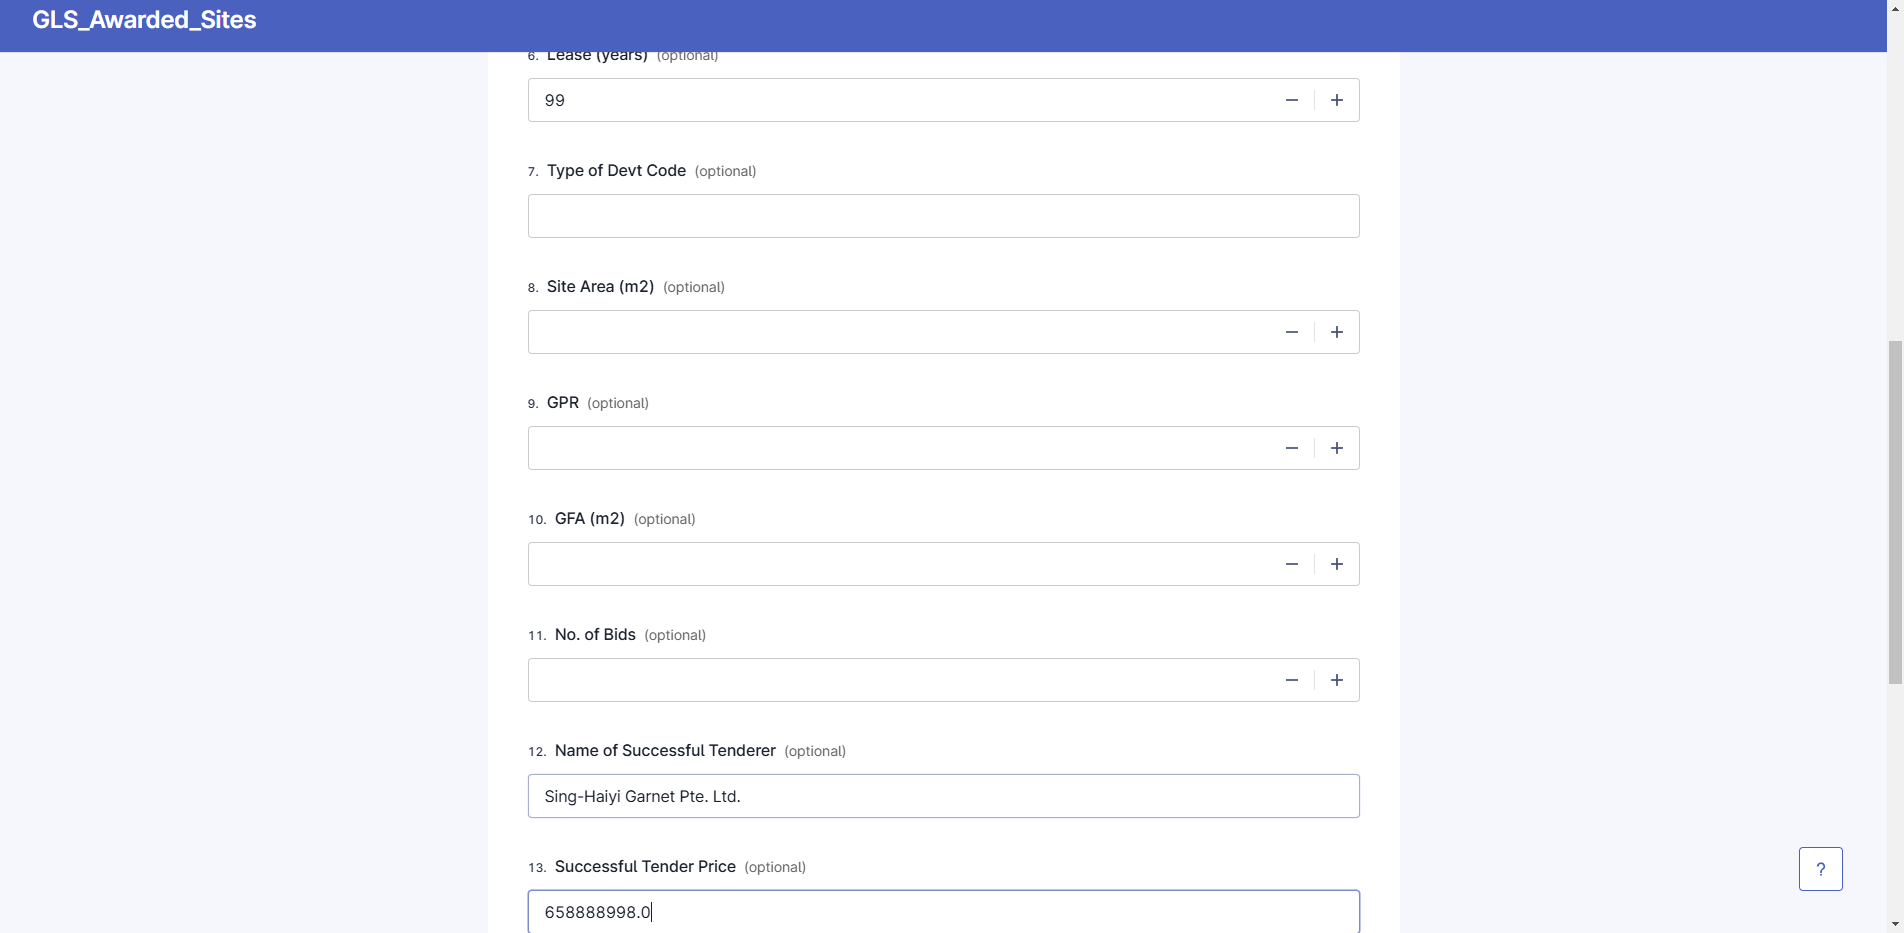 GLS_Awarded_Sites
6. Lease (years) (optional)
99
7. Type of Devt Code (optional)
8. Site Area (m2) (optional)
9. GPR (optional)
10. GFA (m2) (optional)
11. No. of Bids (optional)
12. Name of Successful Tenderer (optional)
Sing-Haiyi Garnet Pte. Ltd.
13. Successful Tender Price (optional)
?
658888998.0